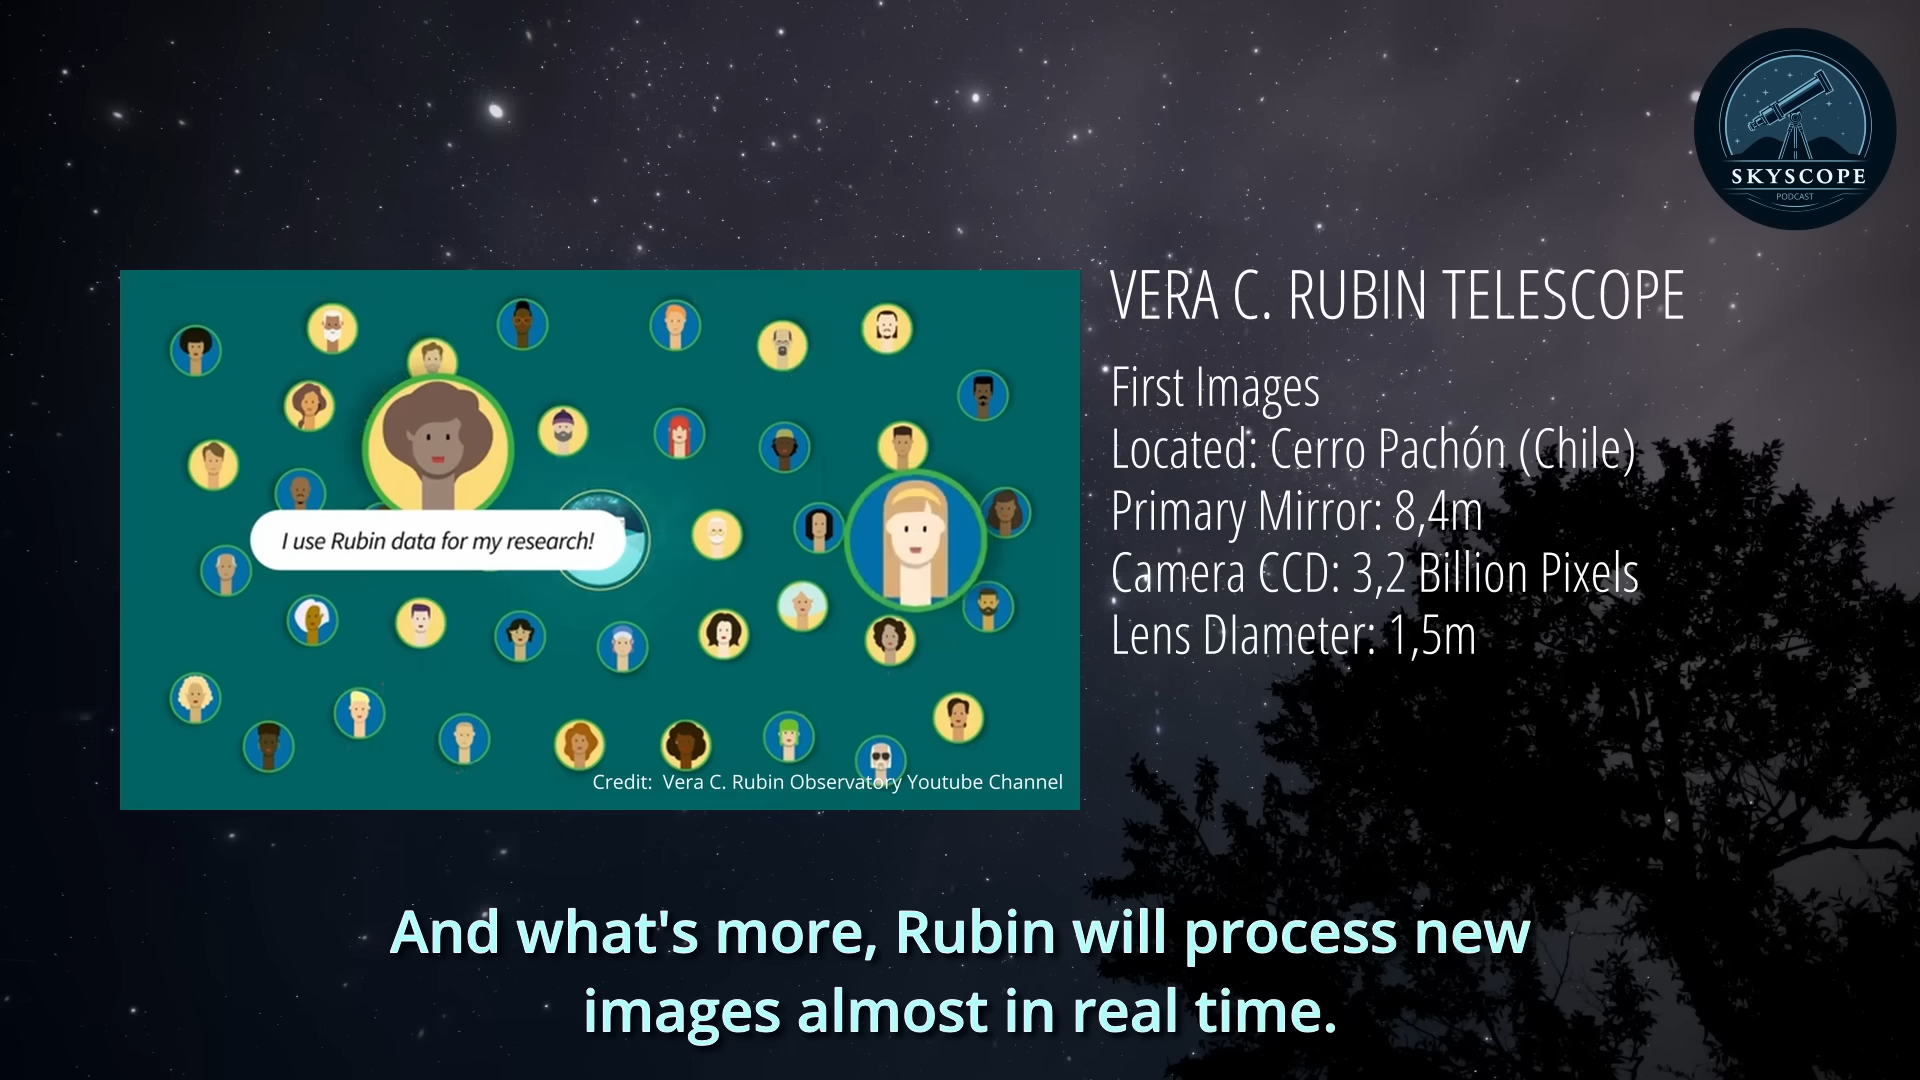 SKYSCOPE
PODCAST
VERA C. RUBIN TELESCOPE
First Images
Located: Cerro Pachón (Chile)
Primary Mirror: 8,4m
Camera CCD: 3,2 Billion Pixels
Lens DIameter: 1,5m
I use Rubin data for my research!
Credit:  Vera C. Rubin Observatory Youtube Channel
And what's more, Rubin will process new
images almost in real time.